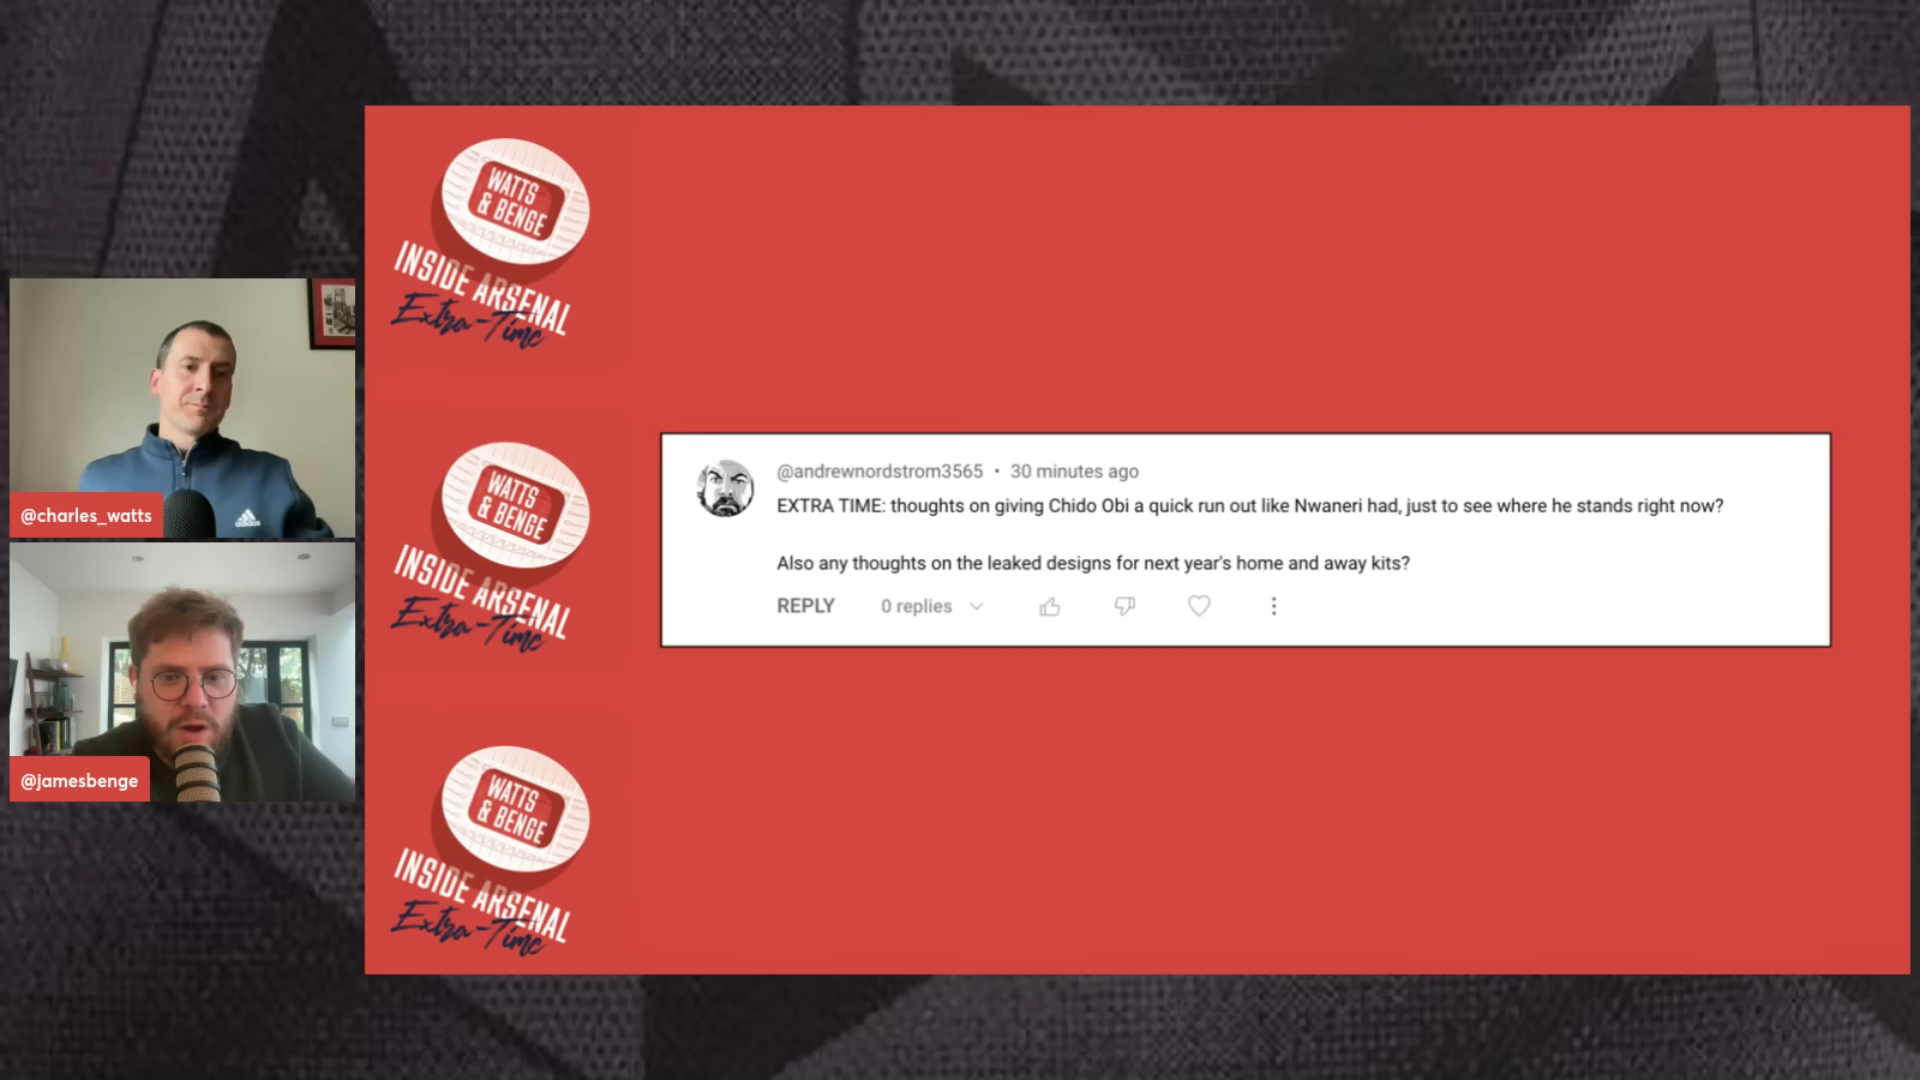 WATTS
& BENGE
INSIDE ARSENAL
Extra-Time
@charles_watts
adidas
@jamesbenge
WATTS
& BENGE
INSIDE ARSENAL
Extra-Time
@andrewnordstrom3565 • 30 minutes ago
EXTRA TIME: thoughts on giving Chido Obi a quick run out like Nwaneri had, just to see where he stands right now?
Also any thoughts on the leaked designs for next year's home and away kits?
REPLY 0 replies
WATTS
& BENGE
INSIDE ARSENAL
Extra-Time